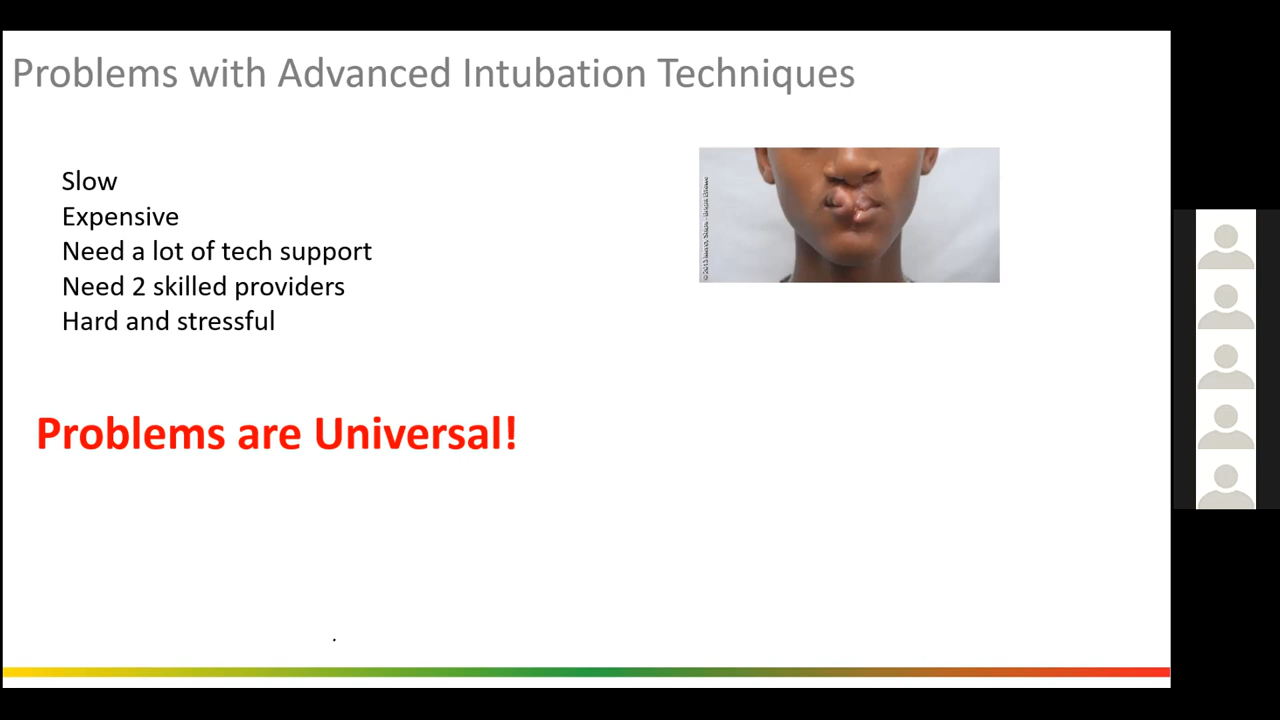 Problems with Advanced Intubation Techniques
Slow
Expensive
Need a lot of tech support
Need 2 skilled providers
Hard and stressful
Problems are Universal!